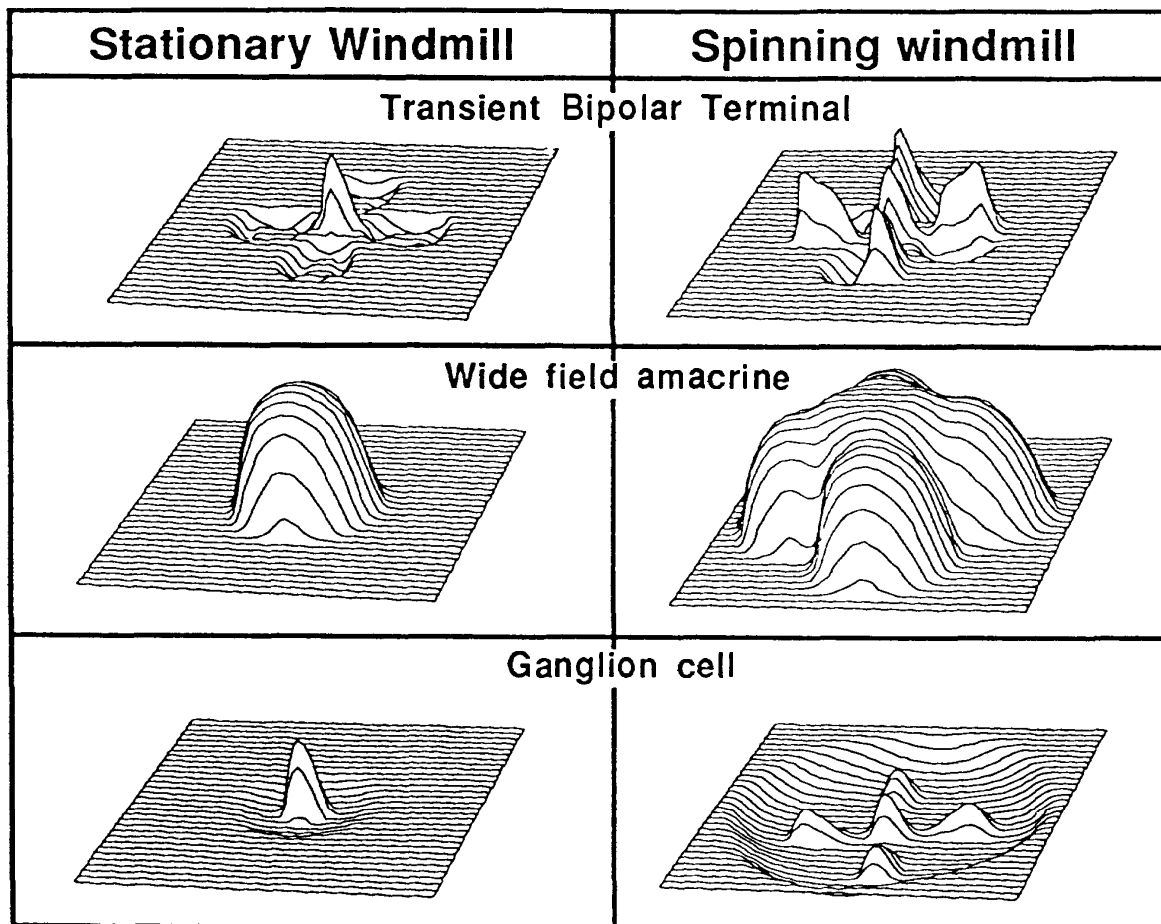 Stationary Windmill
Spinning windmill
Transient Bipolar Terminal
Wide field amacrine
Ganglion cell